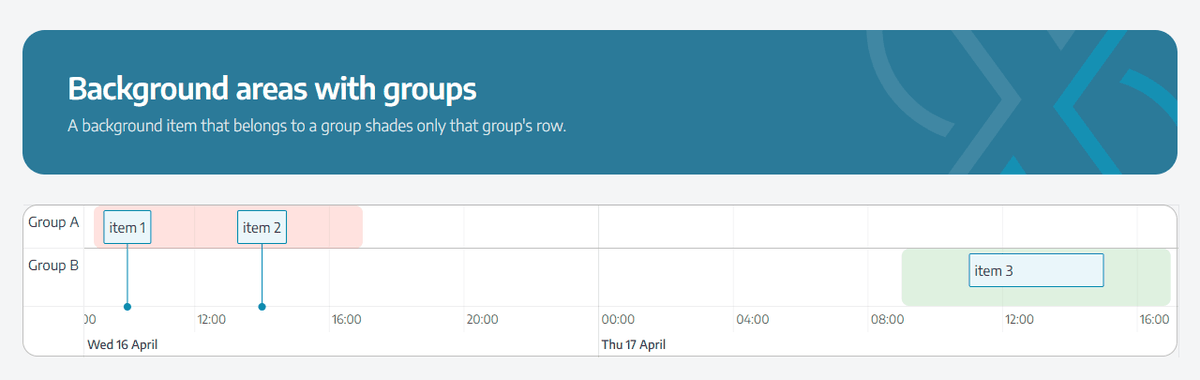 Background areas with groups
A background item that belongs to a group shades only that group's row.
Group A
item 1
item 2
Group B
item 3
12:00
16:00
20:00
00:00
04:00
08:00
12:00
16:00
Wed 16 April
Thu 17 April